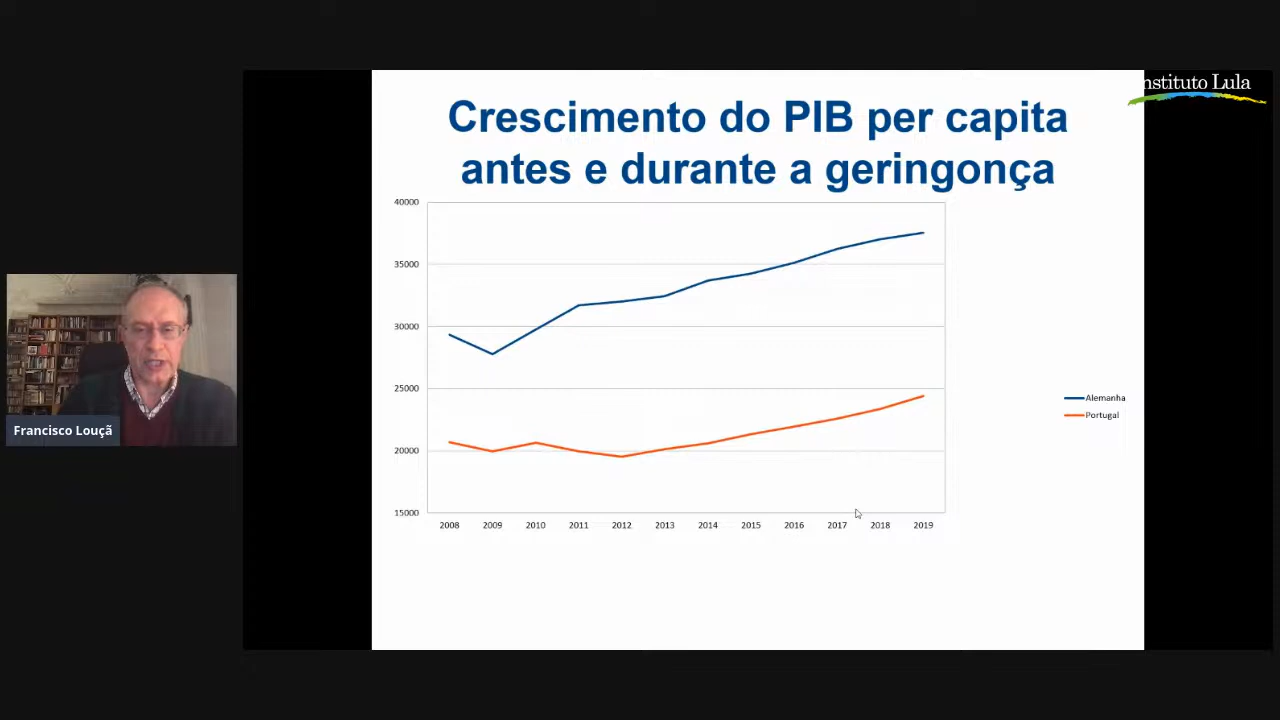 nstituto Lula
Crescimento do PIB per capita
antes e durante a geringonça
40000
35000
30000
25000
20000
15000
2008 2009 2010 2011 2012 2013 2014 2015 2016 2017 2018 2019
Alemanha
Portugal
Francisco Louçã